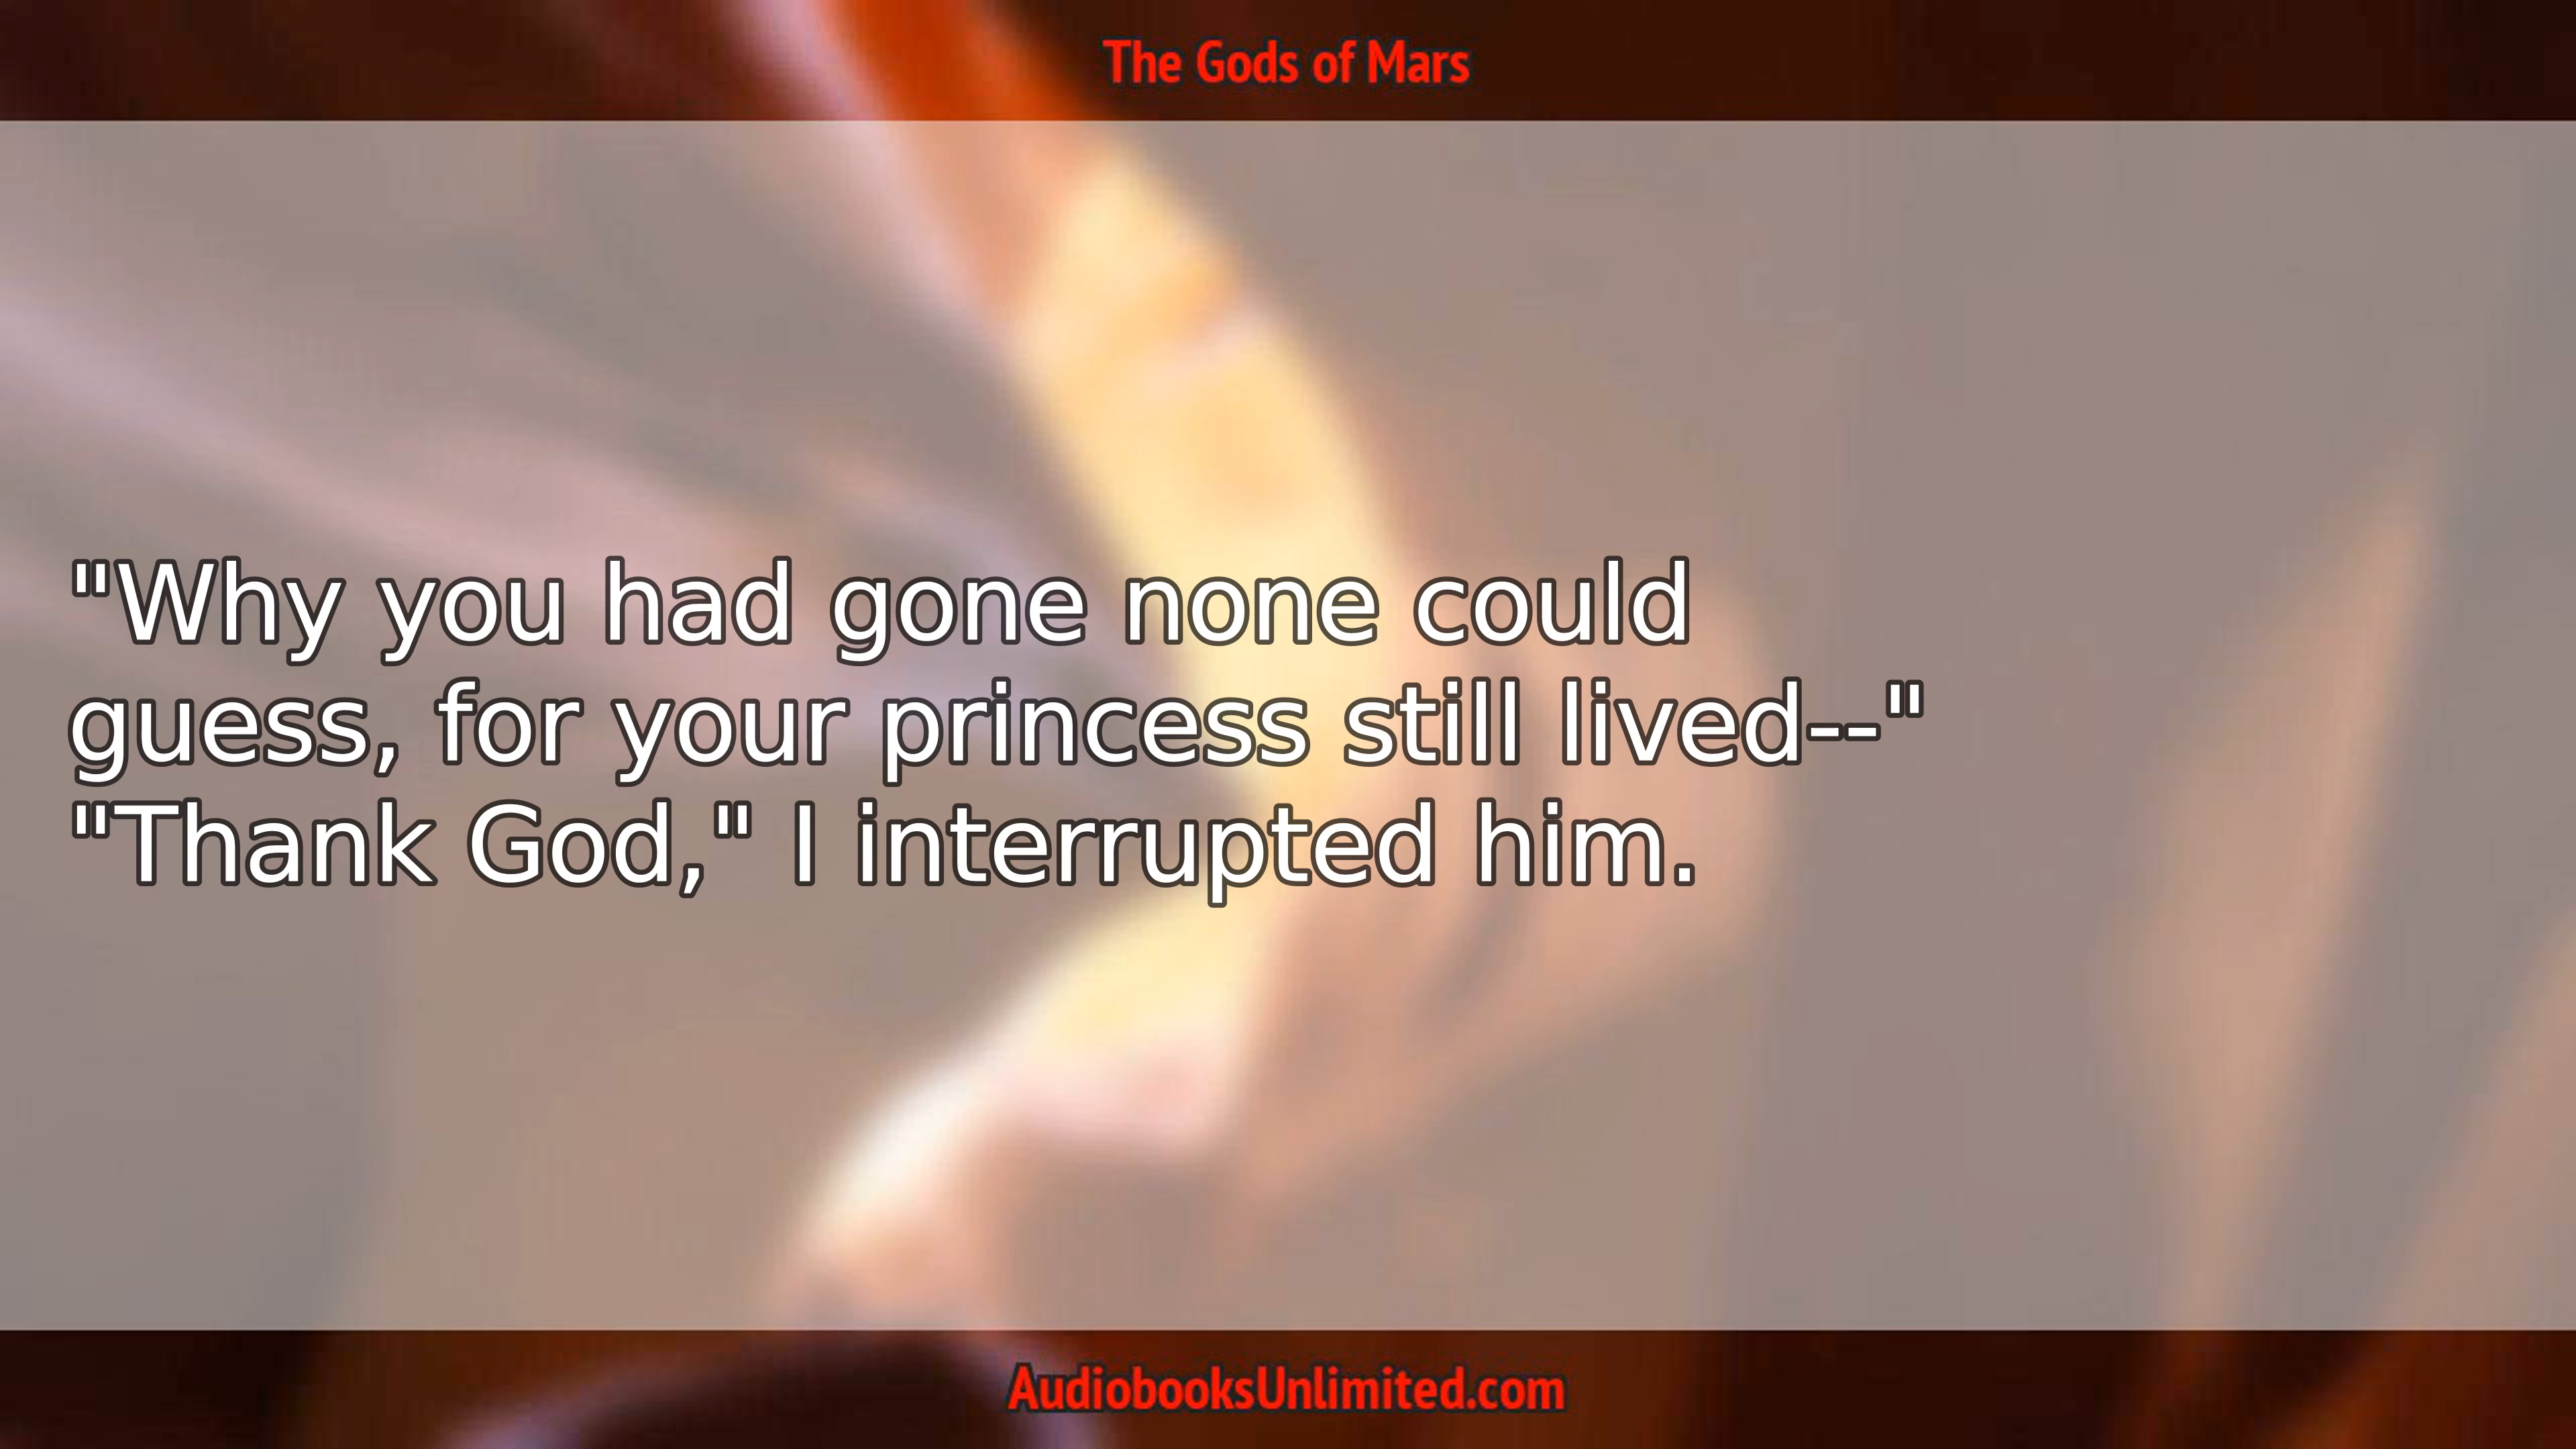 The Gods of Mars
"Why you had gone none could
guess, for your princess still lived--"
"Thank God," I interrupted him.
AudiobooksUnlimited.com